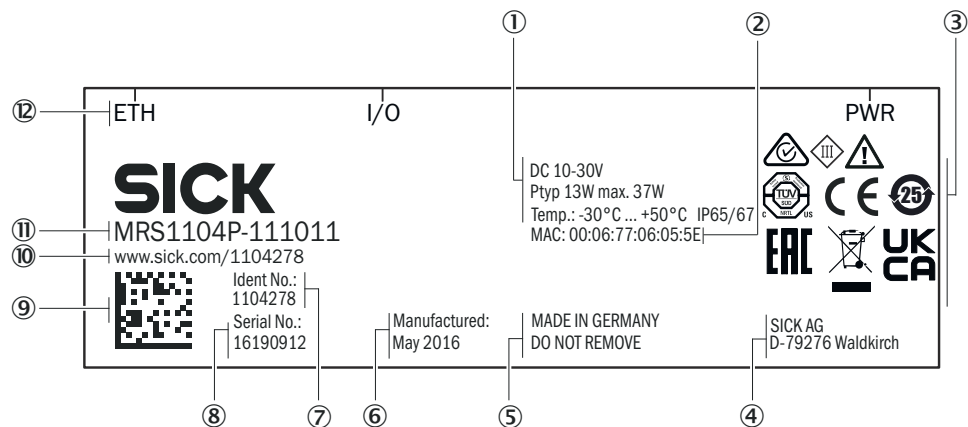 ① ② ③
⑫ ETH I/O PWR
SICK
DC 10-30V
Ptyp 13W max. 37W
Temp.: -30°C ... +50°C IP65/67
MAC: 00:06:77:06:05:5E
III
TÜV
SÜD
NRTL
C US
S
CE
25
EAC
UK
CA
⑪ MRS1104P-111011
⑩ www.sick.com/1104278
⑨
Ident No.:
1104278
Serial No.:
16190912
Manufactured:
May 2016
MADE IN GERMANY
DO NOT REMOVE
SICK AG
D-79276 Waldkirch
⑧ ⑦ ⑥ ⑤ ④